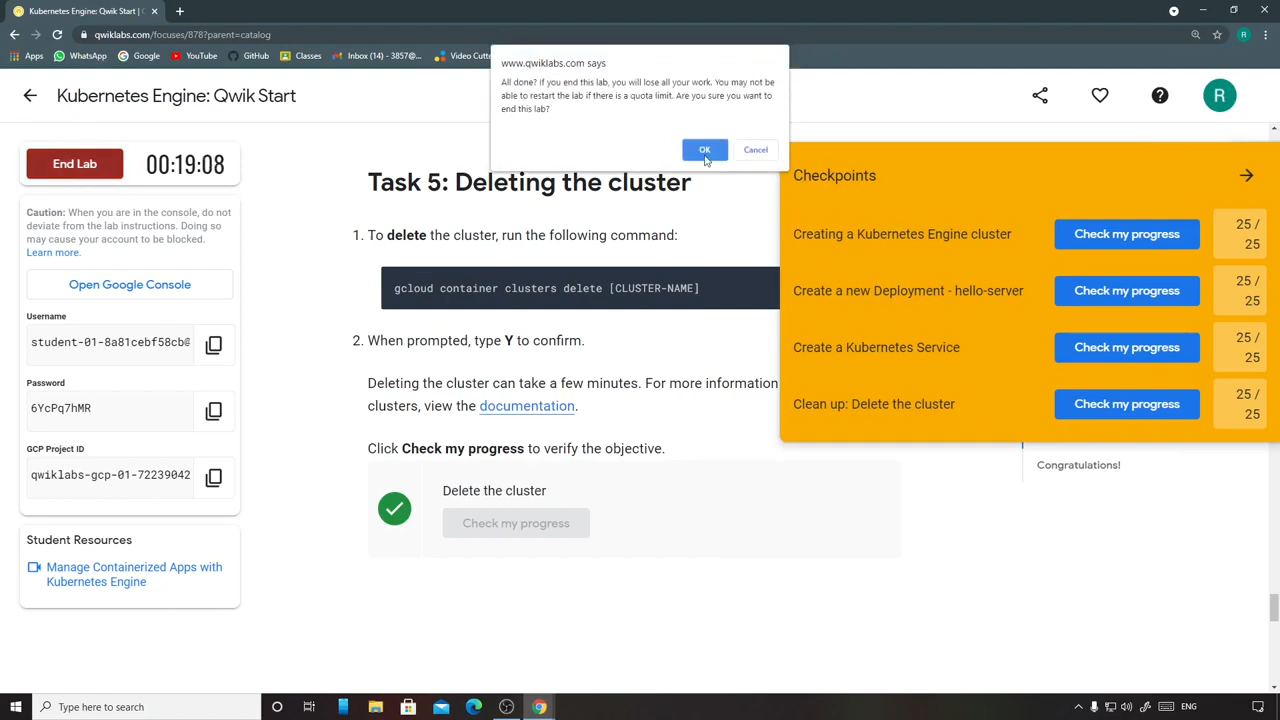 Kubernetes Engine: Qwik Start | (
qwiklabs.com/focuses/878?parent=catalog
R
Apps
WhatsApp
Google
YouTube
GitHub
Classes
Inbox (14) - 3857@...
Video Cutt
www.qwiklabs.com says
All done? If you end this lab, you will lose all your work. You may not be
able to restart the lab if there is a quota limit. Are you sure you want to
end this lab?
OK
Cancel
Kubernetes Engine: Qwik Start
R
End Lab
00:19:08
Caution: When you are in the console, do not
deviate from the lab instructions. Doing so
may cause your account to be blocked.
Learn more.
Open Google Console
Username
student-01-8a81cebf58cb@
Password
6YcPq7hMR
GCP Project ID
qwiklabs-gcp-01-72239042
Student Resources
Manage Containerized Apps with
Kubernetes Engine
Task 5: Deleting the cluster
1. To delete the cluster, run the following command:
gcloud container clusters delete [CLUSTER-NAME]
2. When prompted, type Y to confirm.
Deleting the cluster can take a few minutes. For more information
clusters, view the documentation.
Click Check my progress to verify the objective.
Delete the cluster
Check my progress
Checkpoints
Creating a Kubernetes Engine cluster
Check my progress
25 /
25
Create a new Deployment - hello-server
Check my progress
25 /
25
Create a Kubernetes Service
Check my progress
25 /
25
Clean up: Delete the cluster
Check my progress
25 /
25
Congratulations!
Type here to search
ENG